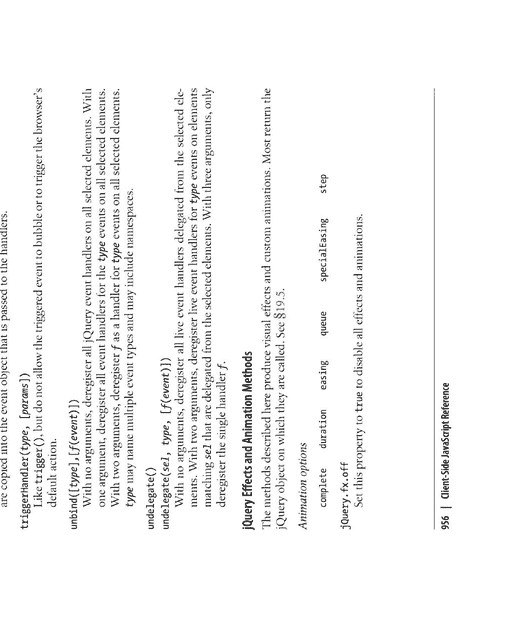 are copied into the event object that is passed to the handlers.
triggerHandler(type, [params])
Like trigger(), but do not allow the triggered event to bubble or to trigger the browser's
default action.
unbind([type],[f(event)])
With no arguments, deregister all jQuery event handlers on all selected elements. With
one argument, deregister all event handlers for the type events on all selected elements.
With two arguments, deregister f as a handler for type events on all selected elements.
type may name multiple event types and may include namespaces.
undelegate()
undelegate(sel, type, [f(event)])
With no arguments, deregister all live event handlers delegated from the selected ele-
ments. With two arguments, deregister live event handlers for type events on elements
matching sel that are delegated from the selected elements. With three arguments, only
deregister the single handler f.
jQuery Effects and Animation Methods
The methods described here produce visual effects and custom animations. Most return the
jQuery object on which they are called. See §19.5.
Animation options
complete duration easing queue specialEasing step
jQuery.fx.off
Set this property to true to disable all effects and animations.
956 | Client-Side JavaScript Reference